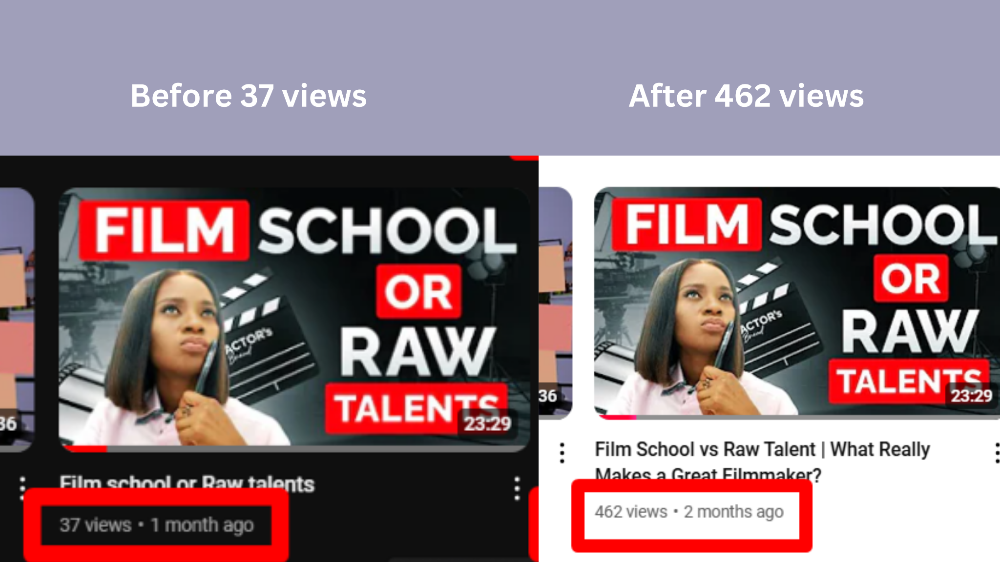 Before 37 views
After 462 views
FILM SCHOOL
OR
RAW
TALENTS
ACTOR's
Brand
36
23:29
Film school or Raw talents
37 views • 1 month ago
FILM SCHOOL
OR
RAW
TALENTS
ACTOR's
Brand
36
23:29
Film School vs Raw Talent | What Really
Makes a Great Filmmaker?
462 views • 2 months ago